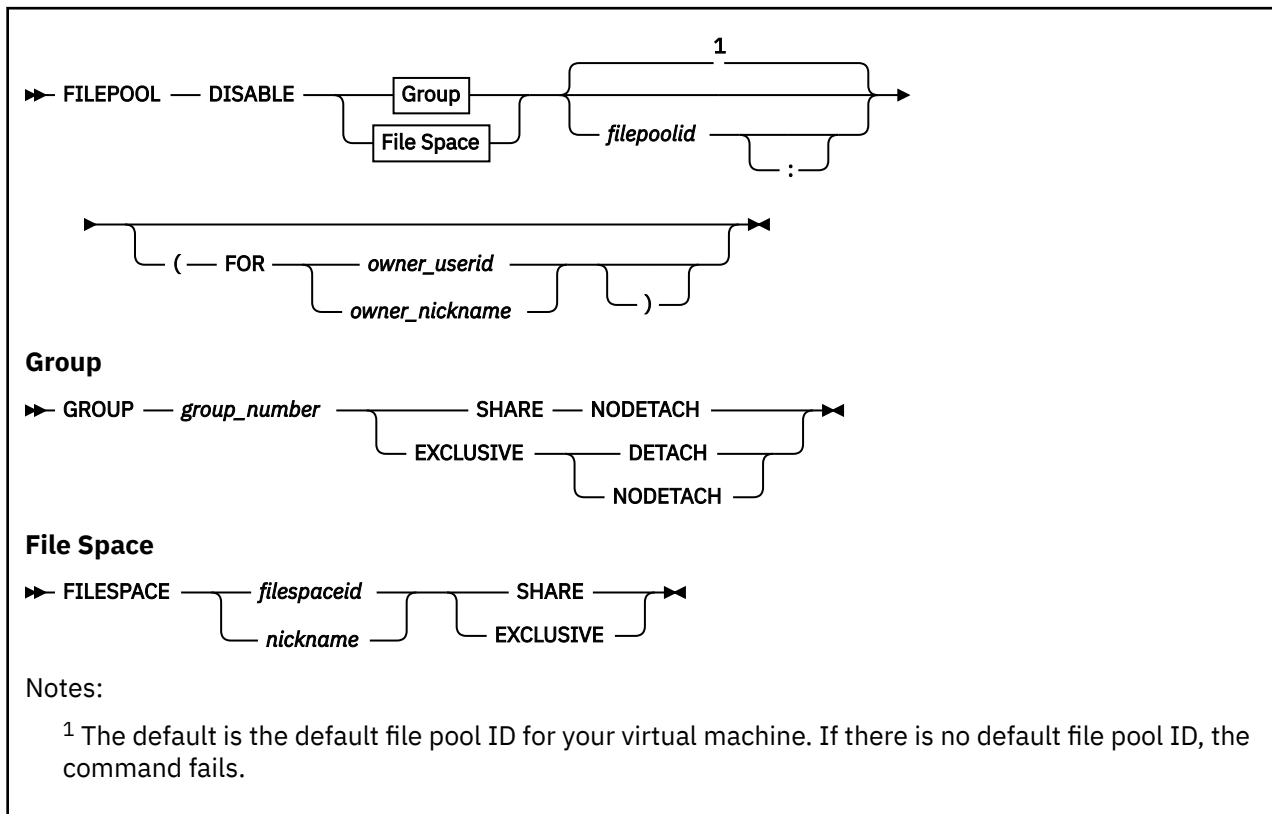 1
FILEPOOL DISABLE Group
File Space
filepoolid
:
( FOR owner_userid
owner_nickname
)
Group
GROUP group_number SHARE NODETACH
EXCLUSIVE DETACH
NODETACH
File Space
FILESPACE filespaceid SHARE
nickname EXCLUSIVE
Notes:
1 The default is the default file pool ID for your virtual machine. If there is no default file pool ID, the
command fails.